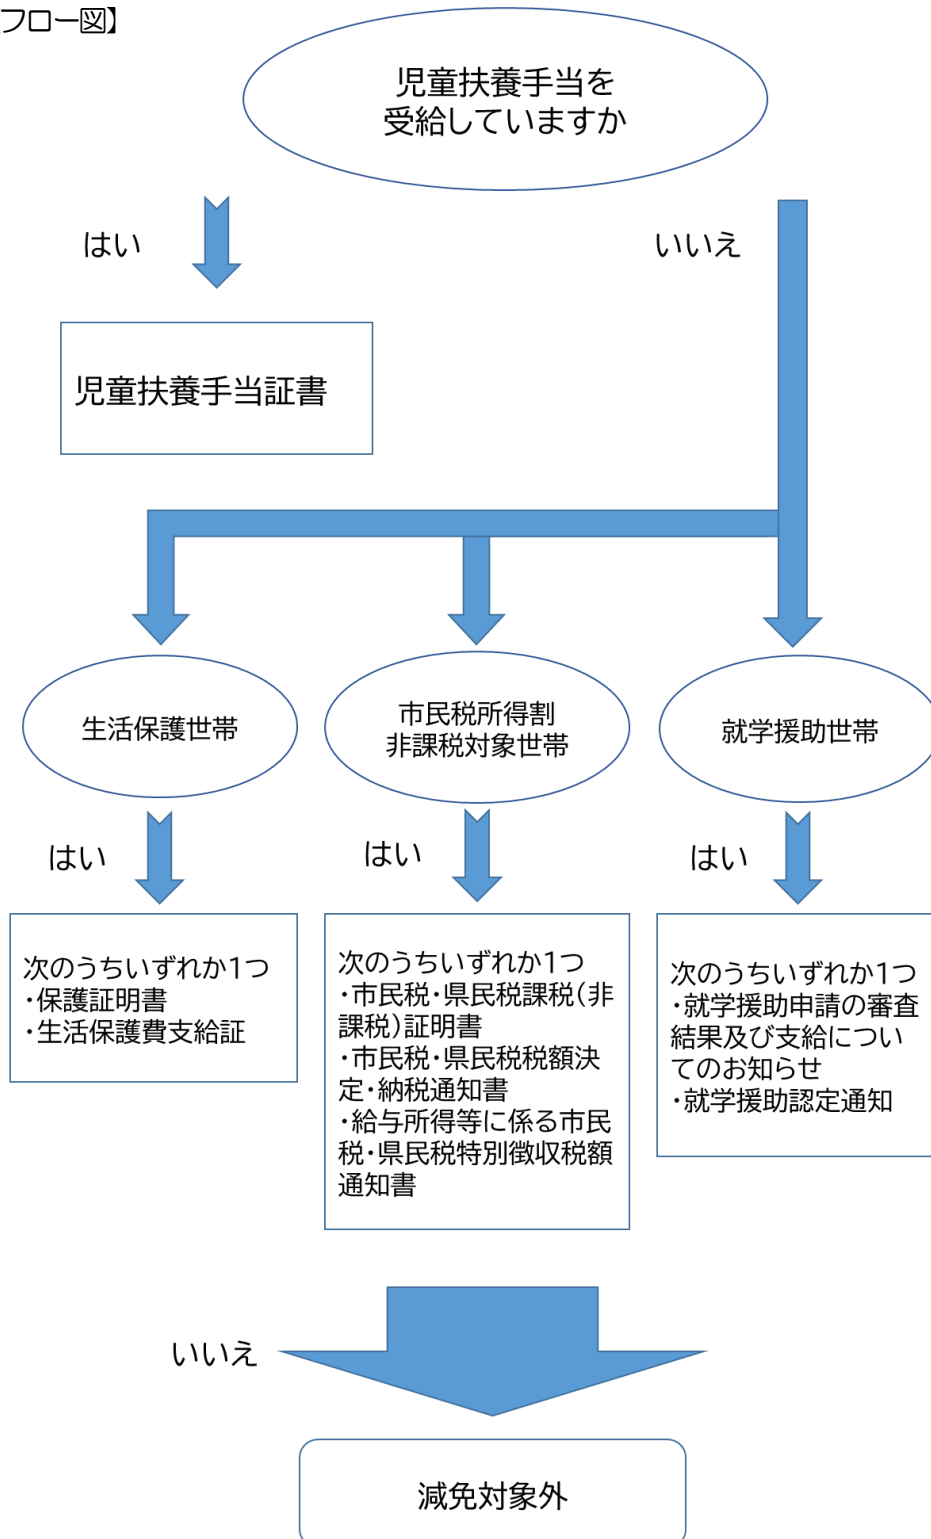 フロー図】
児童扶養手当を
受給していますか
はい
いいえ
児童扶養手当証書
生活保護世帯
市民税所得割
非課税対象世帯
就学援助世帯
はい
はい
はい
次のうちいずれか1つ
・保護証明書
・生活保護費支給証
次のうちいずれか1つ
・市民税・県民税課税(非
課税)証明書
・市民税・県民税税額決
定・納税通知書
・給与所得等に係る市民
税・県民税特別徴収税額
通知書
次のうちいずれか1つ
・就学援助申請の審査
結果及び支給につい
てのお知らせ
・就学援助認定通知
いいえ
減免対象外